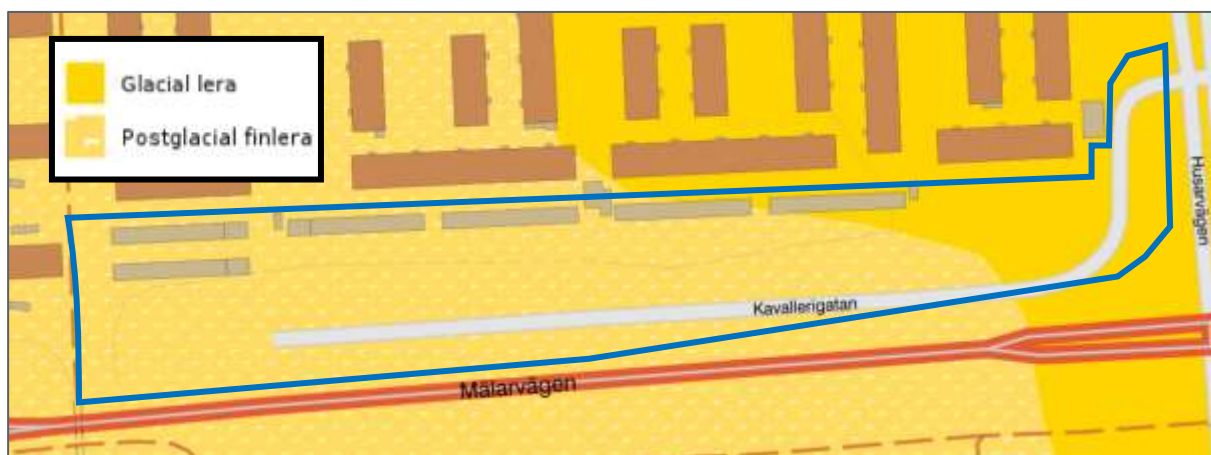 Glacial lera
Postglacial finlera
Husarvägen
Kavallerigatan
Mälarvägen